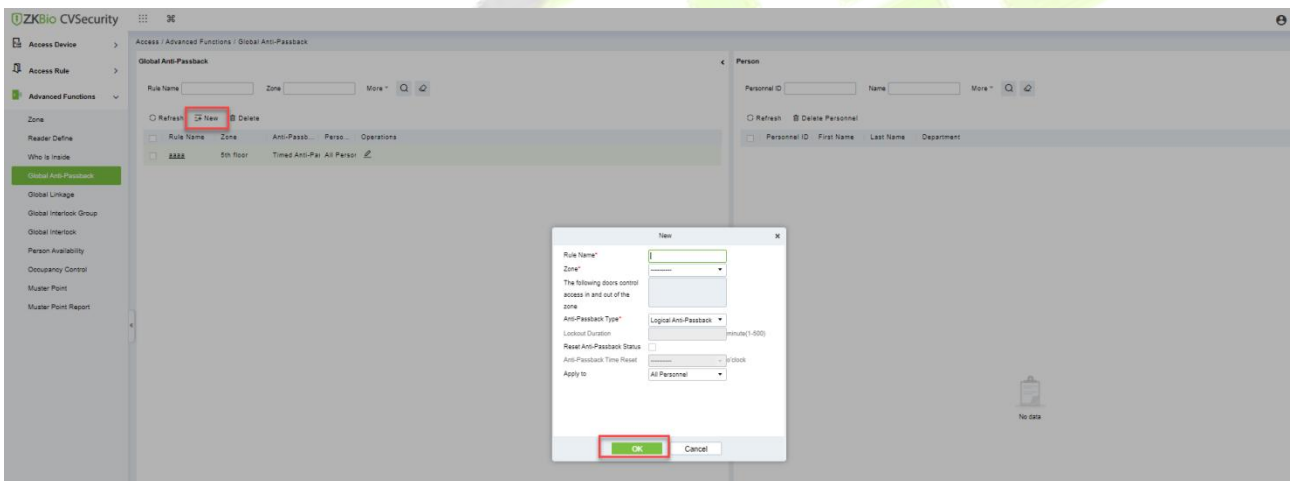 ZKBio CVSecurity
Access Device
Access Rule
Advanced Functions
Zone
Reader Define
Who Is Inside
Global Anti-Passback
Global Linkage
Global Interlock Group
Global Interlock
Person Availability
Occupancy Control
Muster Point
Muster Point Report
Access / Advanced Functions / Global Anti-Passback
Global Anti-Passback
Rule Name Zone More
Refresh New Delete
Rule Name Zone Anti-Passb... Perso... Operations
aaaa 5th floor Timed Anti-Pas All Person
Person
Personnel ID Name More
Refresh Delete Personnel
Personnel ID First Name Last Name Department
No data
New
Rule Name*
Zone* ----------
The following doors control
access in and out of the
zone
Anti-Passback Type* Logical Anti-Passback
Lockout Duration minute(1-500)
Reset Anti-Passback Status
Anti-Passback Time Reset ---------- o'clock
Apply to All Personnel
OK Cancel